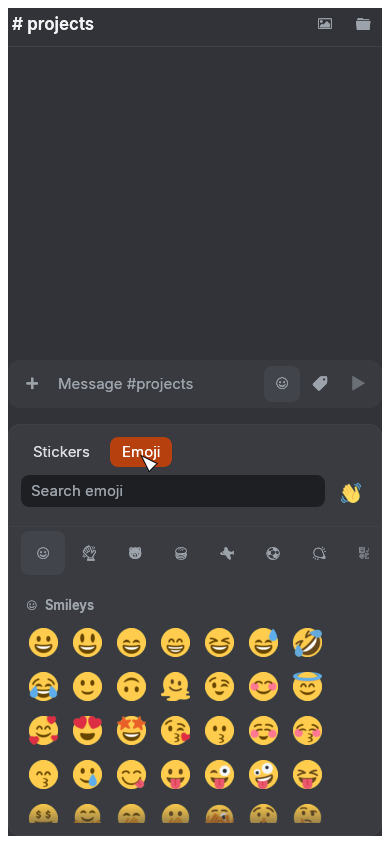 # projects
Message #projects
Stickers
Emoji
Search emoji
Smileys